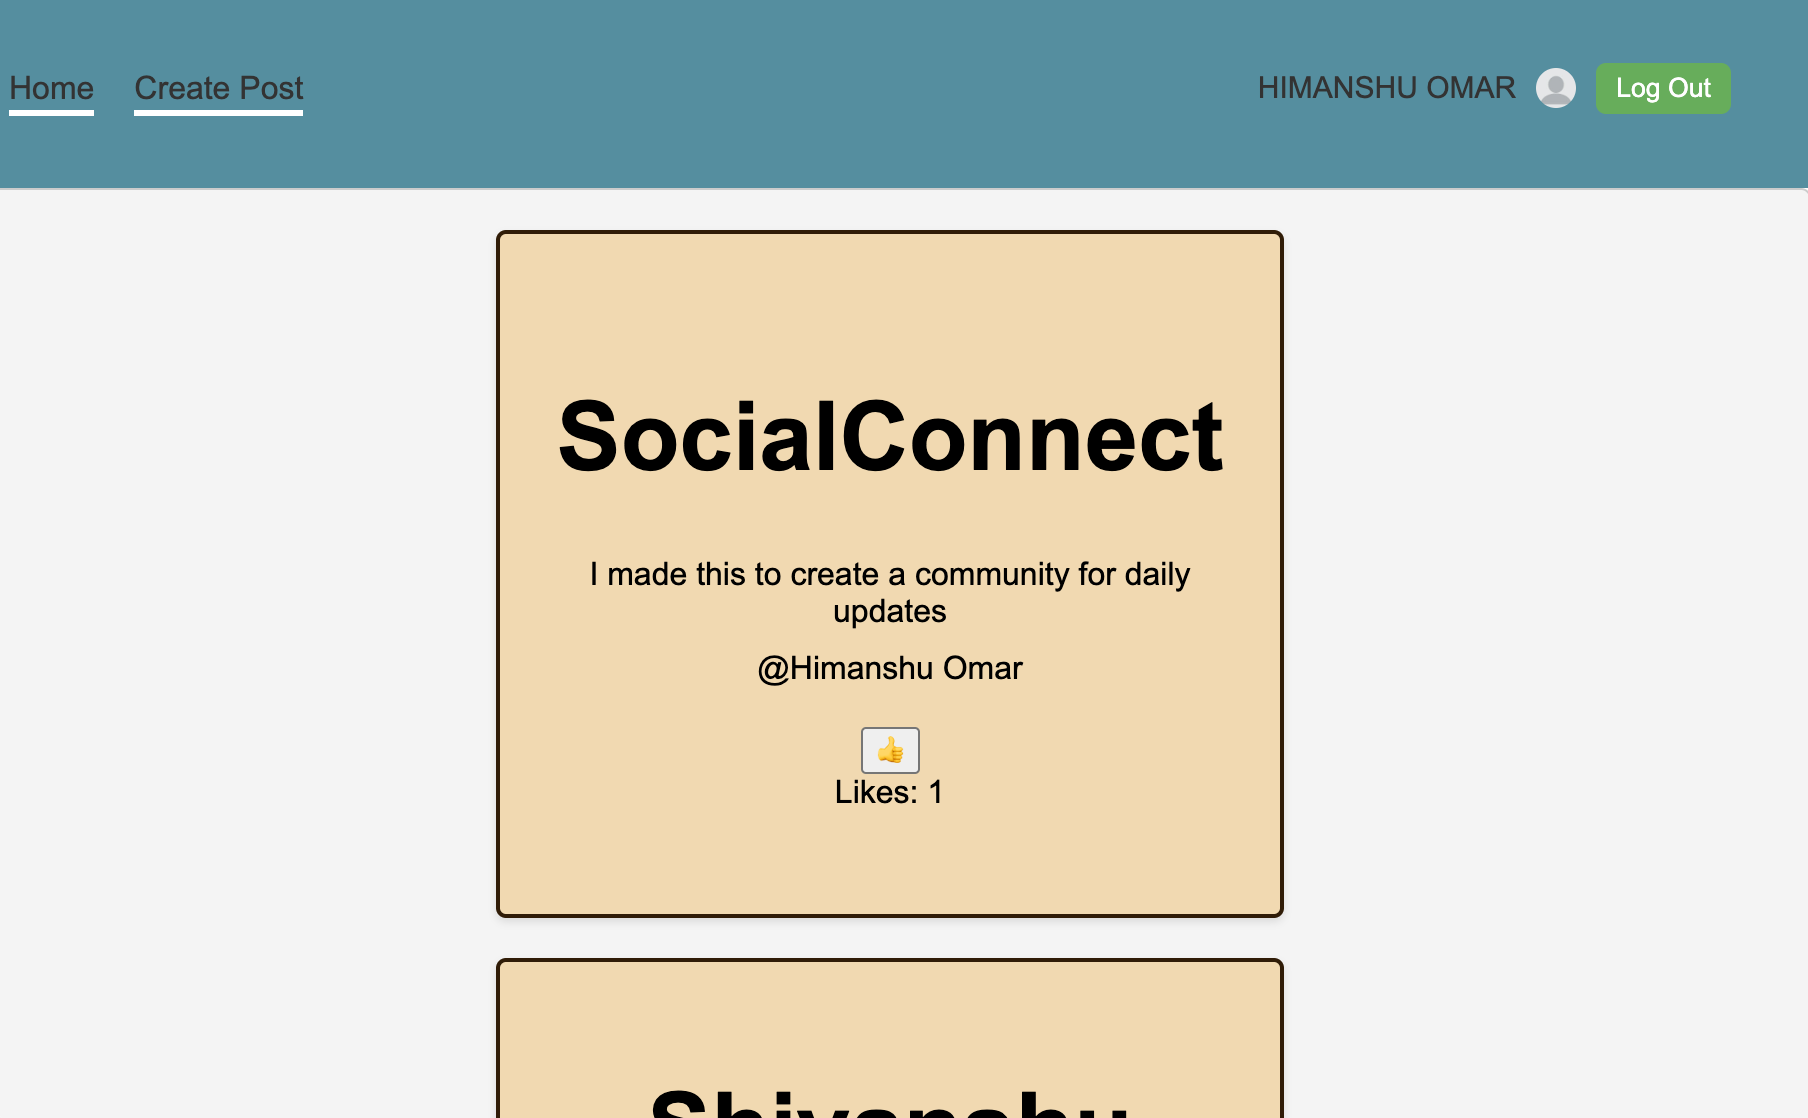 Home Create Post HIMANSHU OMAR Log Out
SocialConnect
I made this to create a community for daily
updates
@Himanshu Omar
👍
Likes: 1
Shivanshu